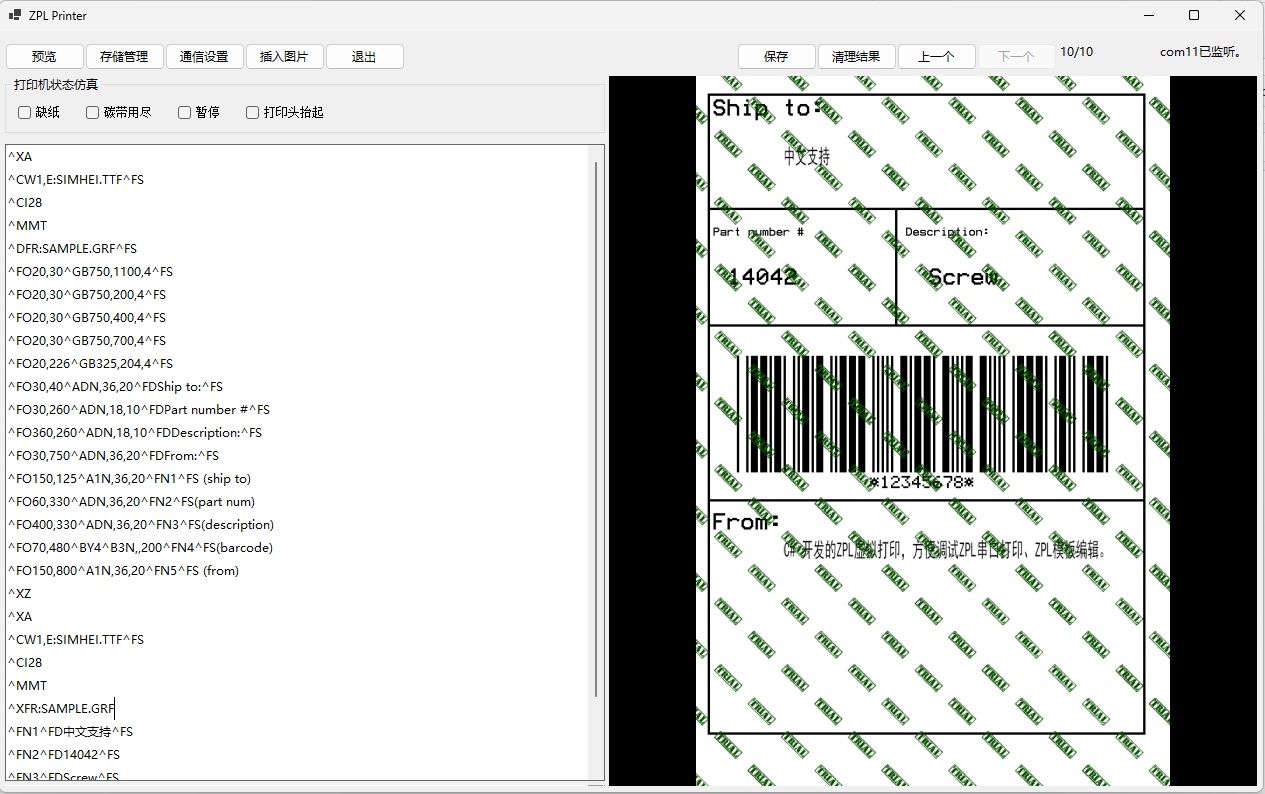 ZPL Printer
预览 存储管理 通信设置 插入图片 退出 保存 清理结果 上一个 下一个 10/10 com11已监听。
打印机状态仿真
缺纸 碳带用尽 暂停 打印头抬起
^XA
^CW1,E:SIMHEI.TTF^FS
^CI28
^MMT
^DFR:SAMPLE.GRF^FS
^FO20,30^GB750,1100,4^FS
^FO20,30^GB750,200,4^FS
^FO20,30^GB750,400,4^FS
^FO20,30^GB750,700,4^FS
^FO20,226^GB325,204,4^FS
^FO30,40^ADN,36,20^FDShip to:^FS
^FO30,260^ADN,18,10^FDPart number #^FS
^FO360,260^ADN,18,10^FDDescription:^FS
^FO30,750^ADN,36,20^FDFrom:^FS
^FO150,125^A1N,36,20^FN1^FS (ship to)
^FO60,330^ADN,36,20^FN2^FS(part num)
^FO400,330^ADN,36,20^FN3^FS(description)
^FO70,480^BY4^B3N,,200^FN4^FS(barcode)
^FO150,800^A1N,36,20^FN5^FS (from)
^XZ
^XA
^CW1,E:SIMHEI.TTF^FS
^CI28
^MMT
^XFR:SAMPLE.GRF
^FN1^FD中文支持^FS
^FN2^FD14042^FS
^FN3^FDScrew^FS
Ship to:
中文支持
Part number # Description:
14042 Screw
*12345678*
From:
C# 开发的ZPL虚拟打印，方便调试ZPL串口打印、ZPL模板编辑。
TRIAL